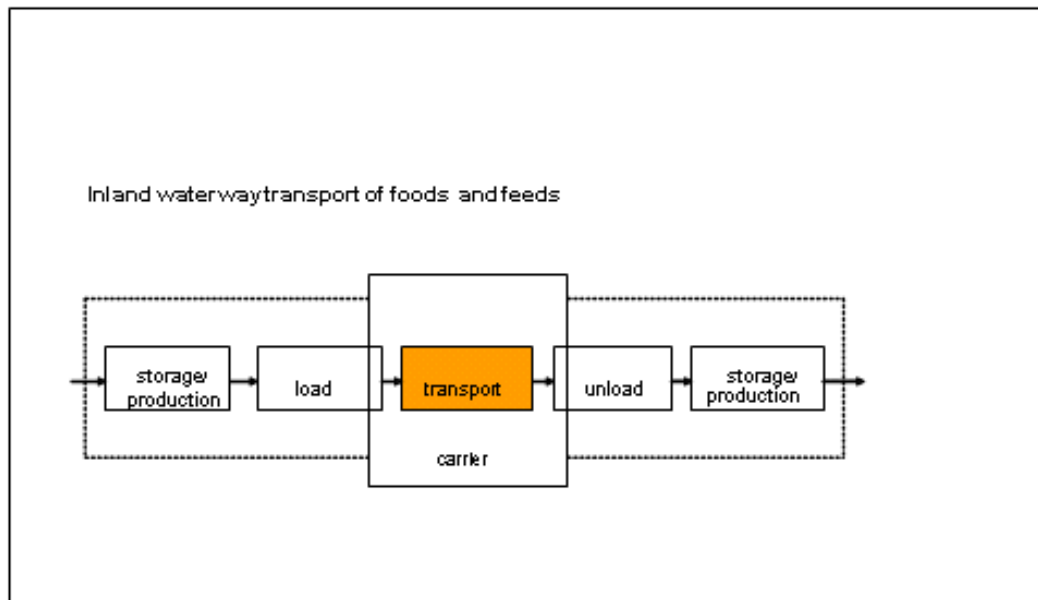 Inland waterway transport of foods and feeds
storage/
production
load
transport
unload
storage/
production
carrier